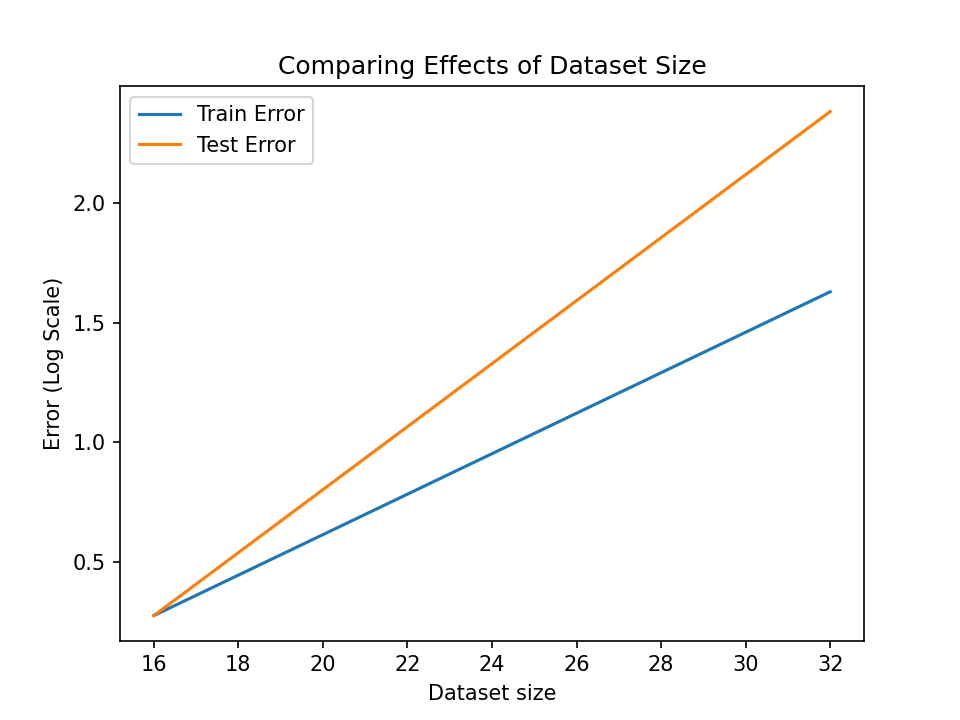 Comparing Effects of Dataset Size
Train Error
Test Error
Error (Log Scale)
2.0
1.5
1.0
0.5
16 18 20 22 24 26 28 30 32
Dataset size